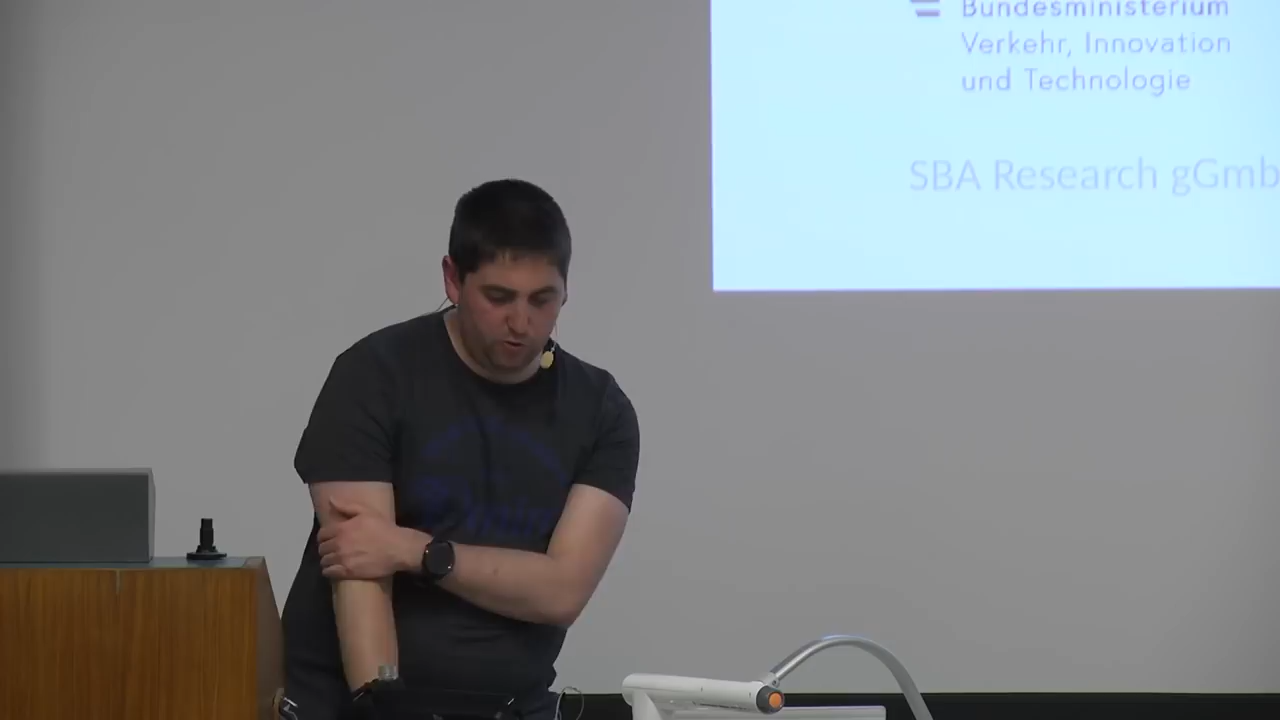 Bundesministerium
Verkehr, Innovation
und Technologie
SBA Research gGmb